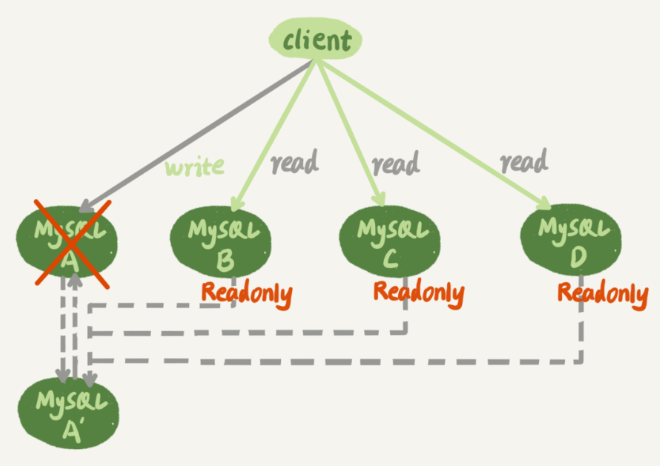 client
write
read
read
read
MySQL
A
MySQL
B
MySQL
C
MySQL
D
Readonly
Readonly
Readonly
MySQL
A'